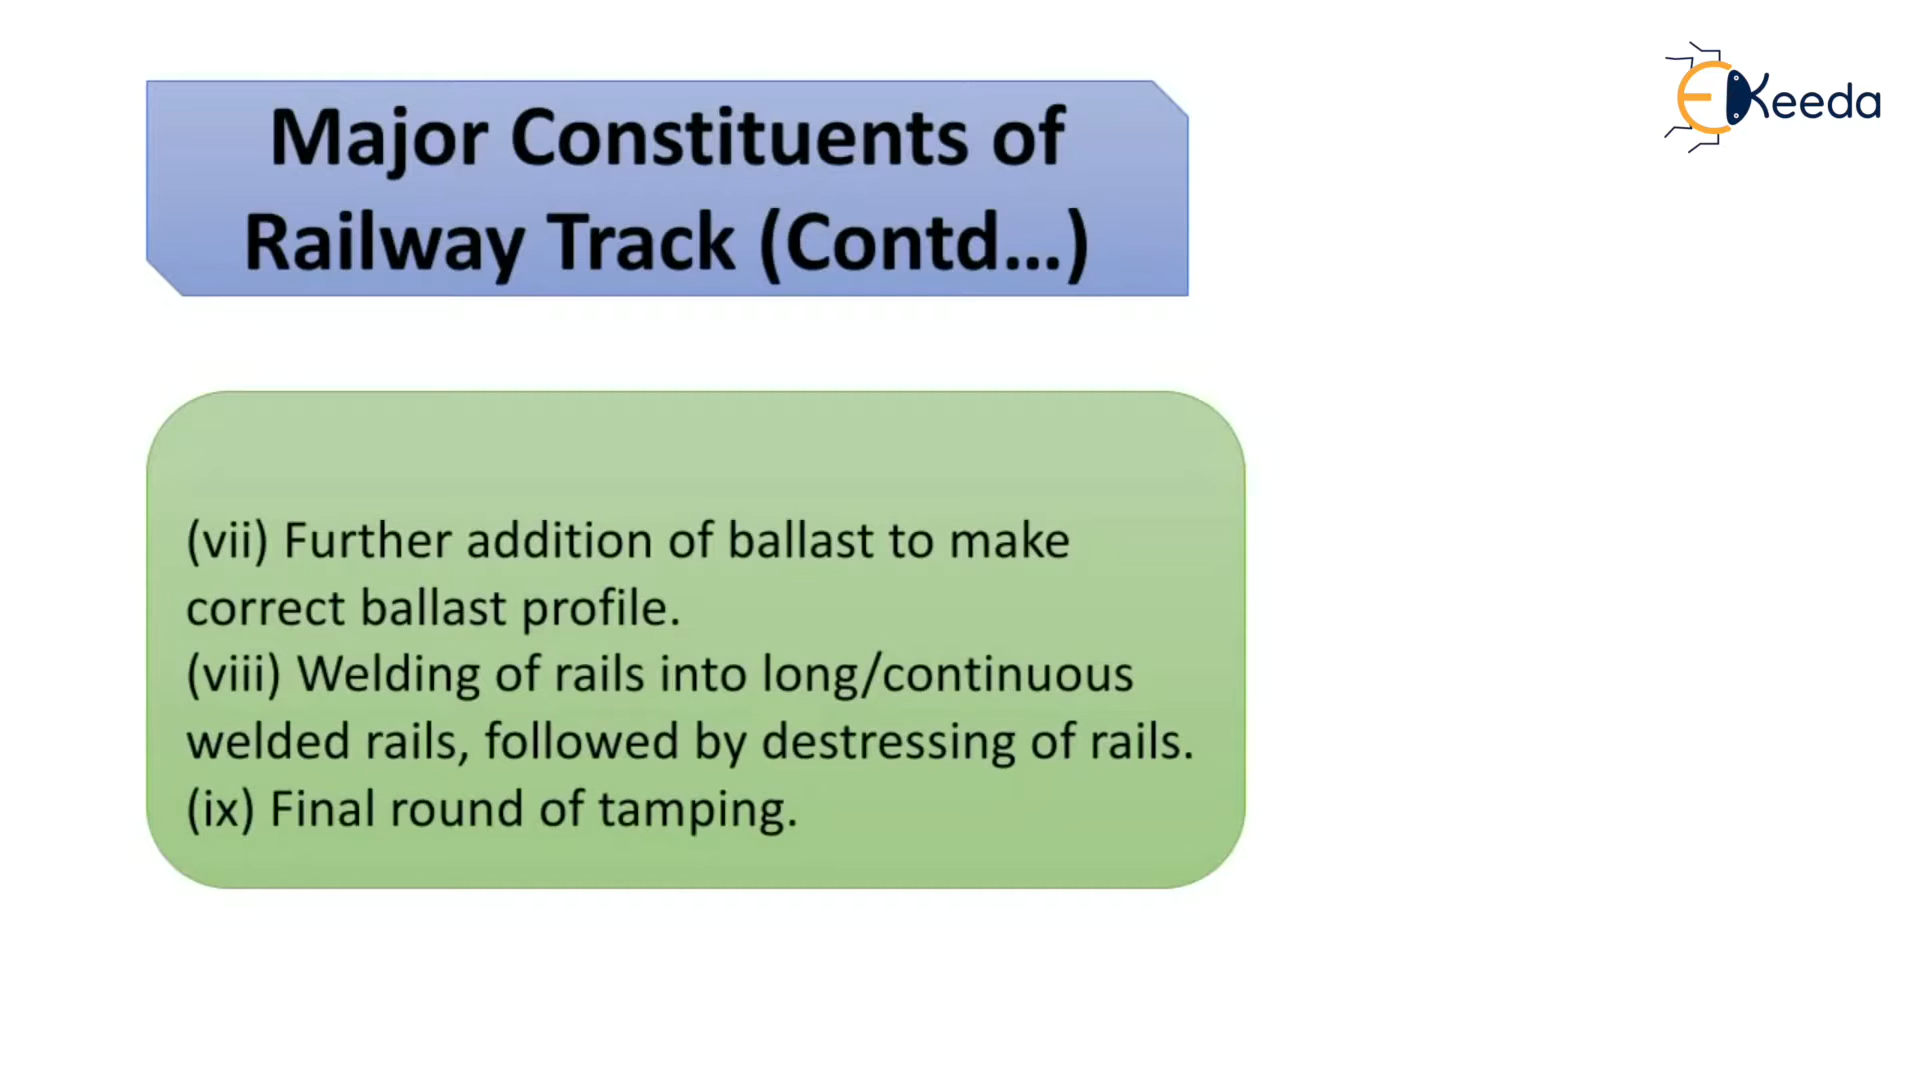 Major Constituents of
Railway Track (Contd...)
EKeeda
(vii) Further addition of ballast to make
correct ballast profile.
(viii) Welding of rails into long/continuous
welded rails, followed by destressing of rails.
(ix) Final round of tamping.